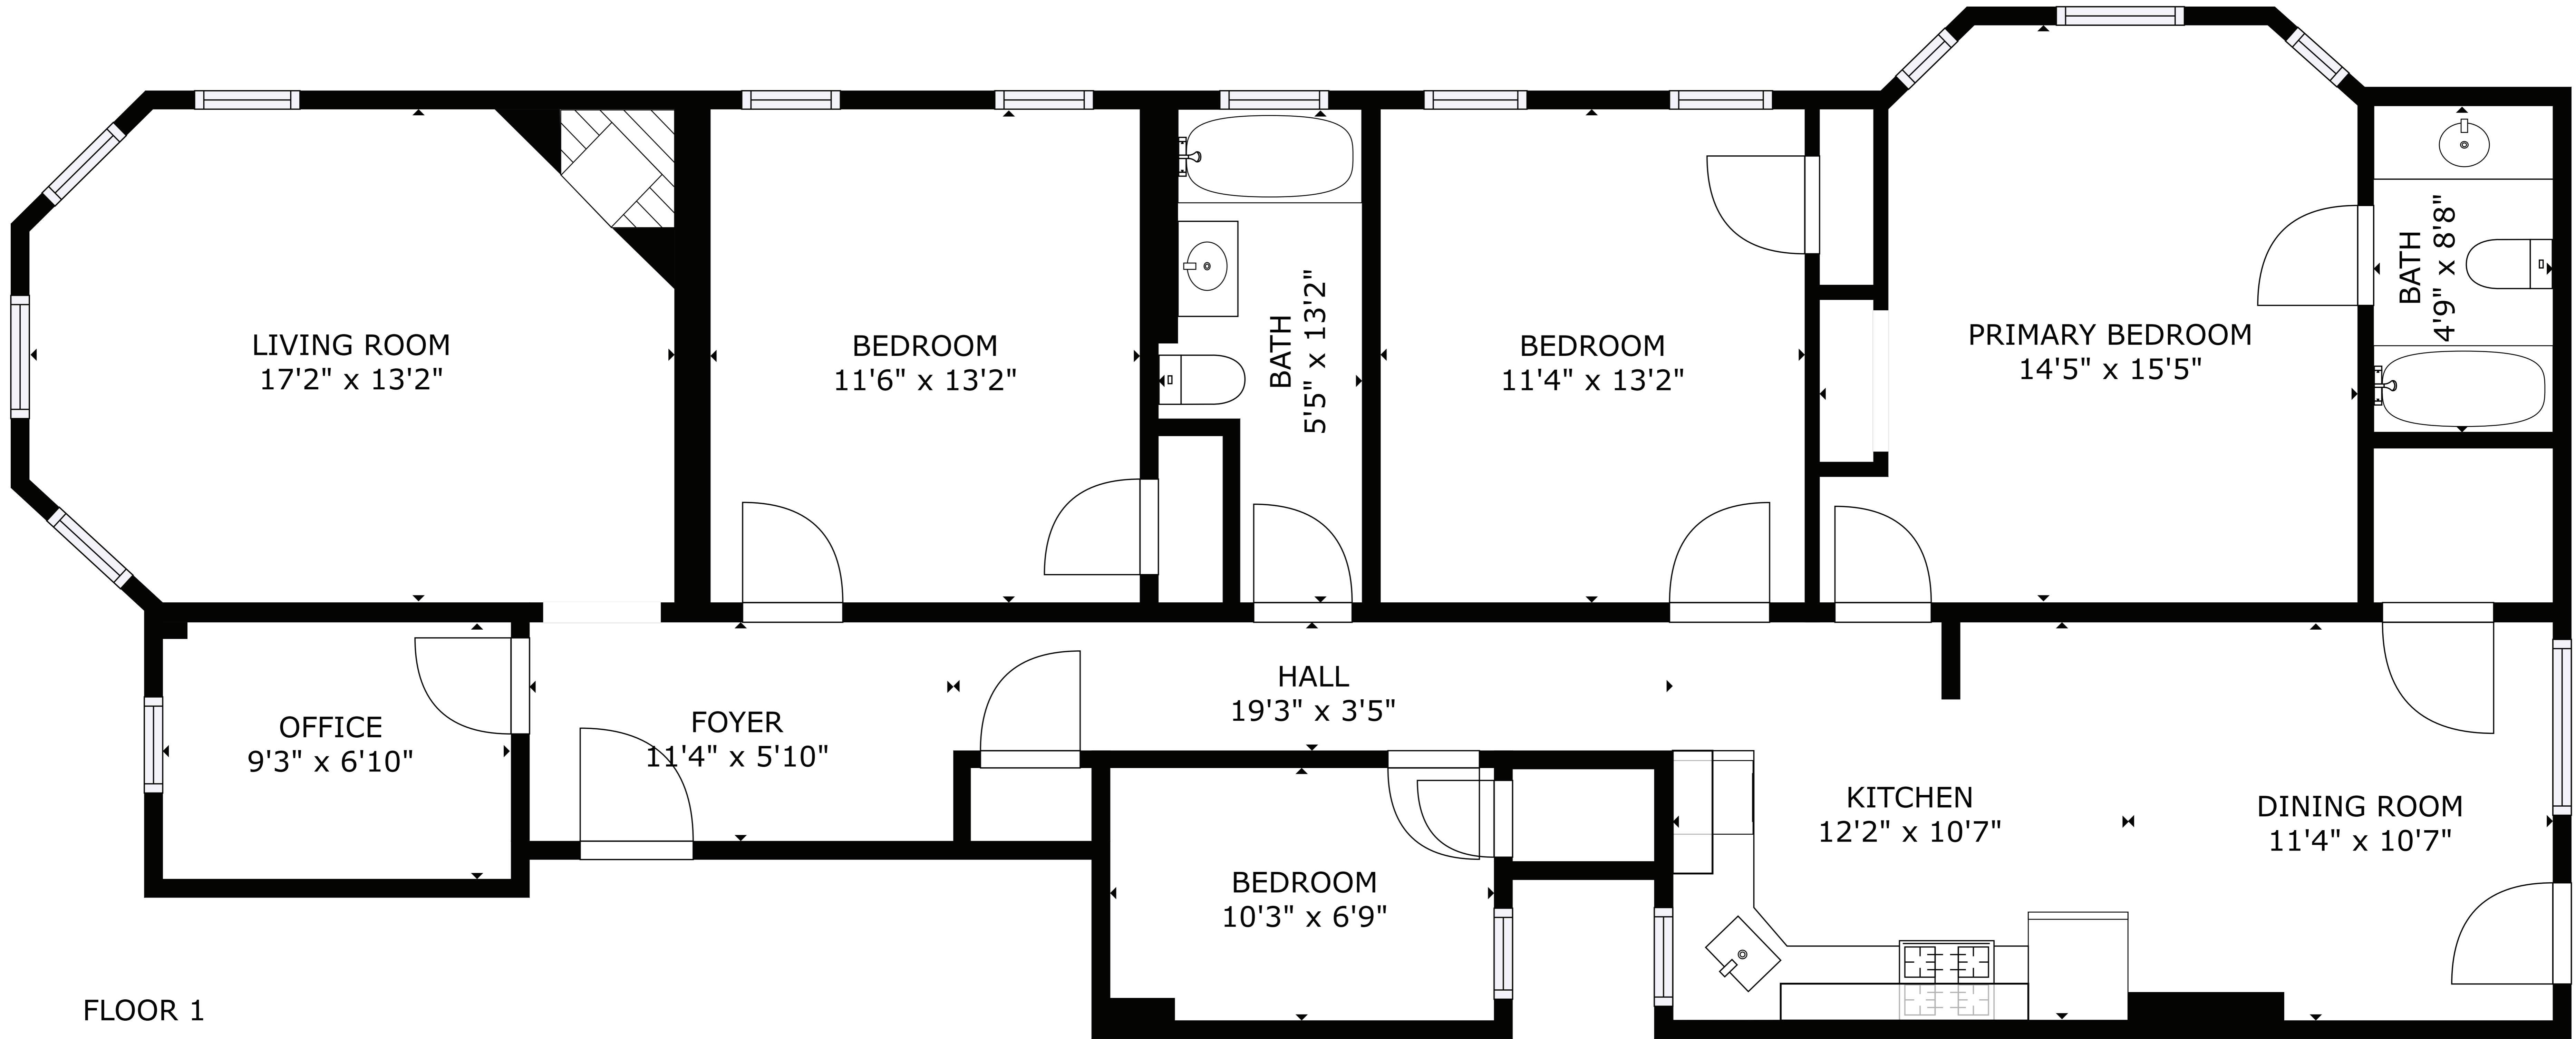 LIVING ROOM
17'2" x 13'2"
BEDROOM
11'6" x 13'2"
BATH
5'5" x 13'2"
BEDROOM
11'4" x 13'2"
PRIMARY BEDROOM
14'5" x 15'5"
BATH
4'9" x 8'8"
OFFICE
9'3" x 6'10"
FOYER
11'4" x 5'10"
HALL
19'3" x 3'5"
BEDROOM
10'3" x 6'9"
KITCHEN
12'2" x 10'7"
DINING ROOM
11'4" x 10'7"
FLOOR 1